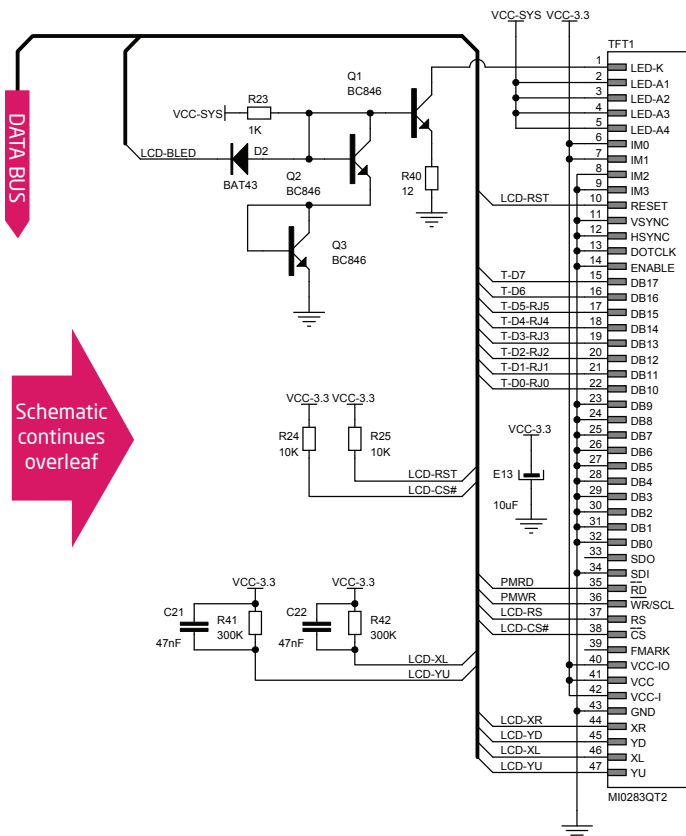 VCC-SYS VCC-3.3
TFT1
DATA BUS
Q1
BC846
VCC-SYS
R23
1K
LCD-BLED
D2
BAT43
Q2
BC846
R40
12
Q3
BC846
LCD-RST
T-D7
T-D6
T-D5-RJ5
T-D4-RJ4
T-D3-RJ3
T-D2-RJ2
T-D1-RJ1
T-D0-RJ0
1 LED-K
2 LED-A1
3 LED-A2
4 LED-A3
5 LED-A4
6 IM0
7 IM1
8 IM2
9 IM3
10 RESET
11 VSYNC
12 HSYNC
13 DOTCLK
14 ENABLE
15 DB17
16 DB16
17 DB15
18 DB14
19 DB13
20 DB12
21 DB11
22 DB10
23 DB9
24 DB8
25 DB7
26 DB6
27 DB5
28 DB4
29 DB3
30 DB2
31 DB1
32 DB0
33 SDO
34 SDI
35 RD
36 WR/SCL
37 RS
38 CS
39 FMARK
40 VCC-IO
41 VCC
42 VCC-I
43 GND
44 XR
45 YD
46 XL
47 YU
MI0283QT2
Schematic
continues
overleaf
VCC-3.3 VCC-3.3
R24
10K
R25
10K
LCD-RST
LCD-CS#
VCC-3.3
E13
10uF
PMRD
PMWR
LCD-RS
LCD-CS#
VCC-3.3 VCC-3.3
C21
47nF
R41
300K
C22
47nF
R42
300K
LCD-XL
LCD-YU
LCD-XR
LCD-YD
LCD-XL
LCD-YU